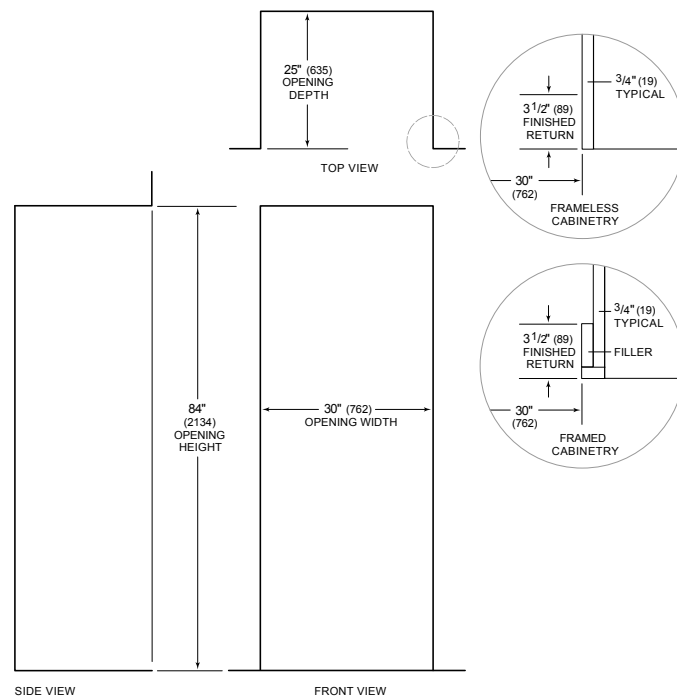 25" (635)
OPENING
DEPTH
TOP VIEW
3/4" (19)
TYPICAL
3 1/2" (89)
FINISHED
RETURN
30"
(762)
FRAMELESS
CABINETRY
3/4" (19)
TYPICAL
3 1/2" (89)
FINISHED
RETURN
FILLER
30"
(762)
FRAMED
CABINETRY
84"
(2134)
OPENING
HEIGHT
30" (762)
OPENING WIDTH
SIDE VIEW
FRONT VIEW